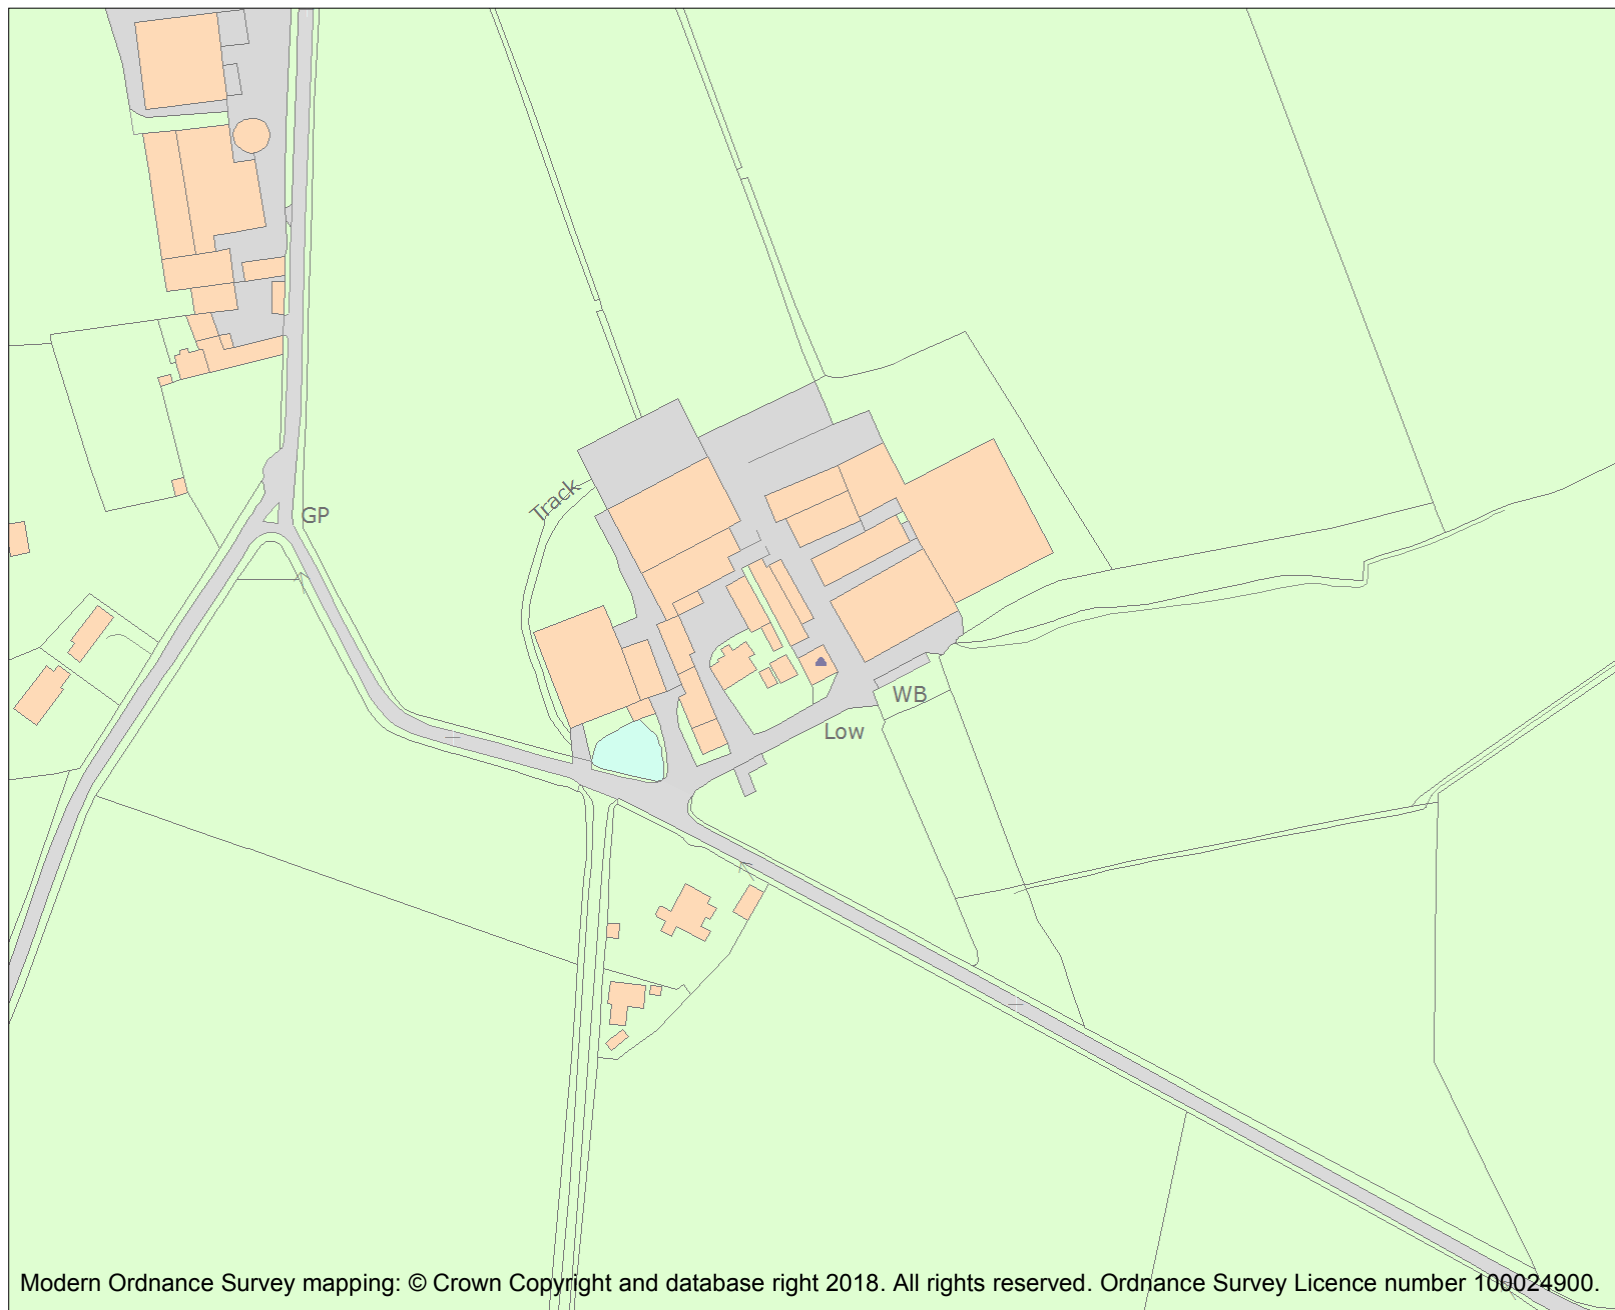 Track
GP
WB
Low
Modern Ordnance Survey mapping: © Crown Copyright and database right 2018. All rights reserved. Ordnance Survey Licence number 100024900.